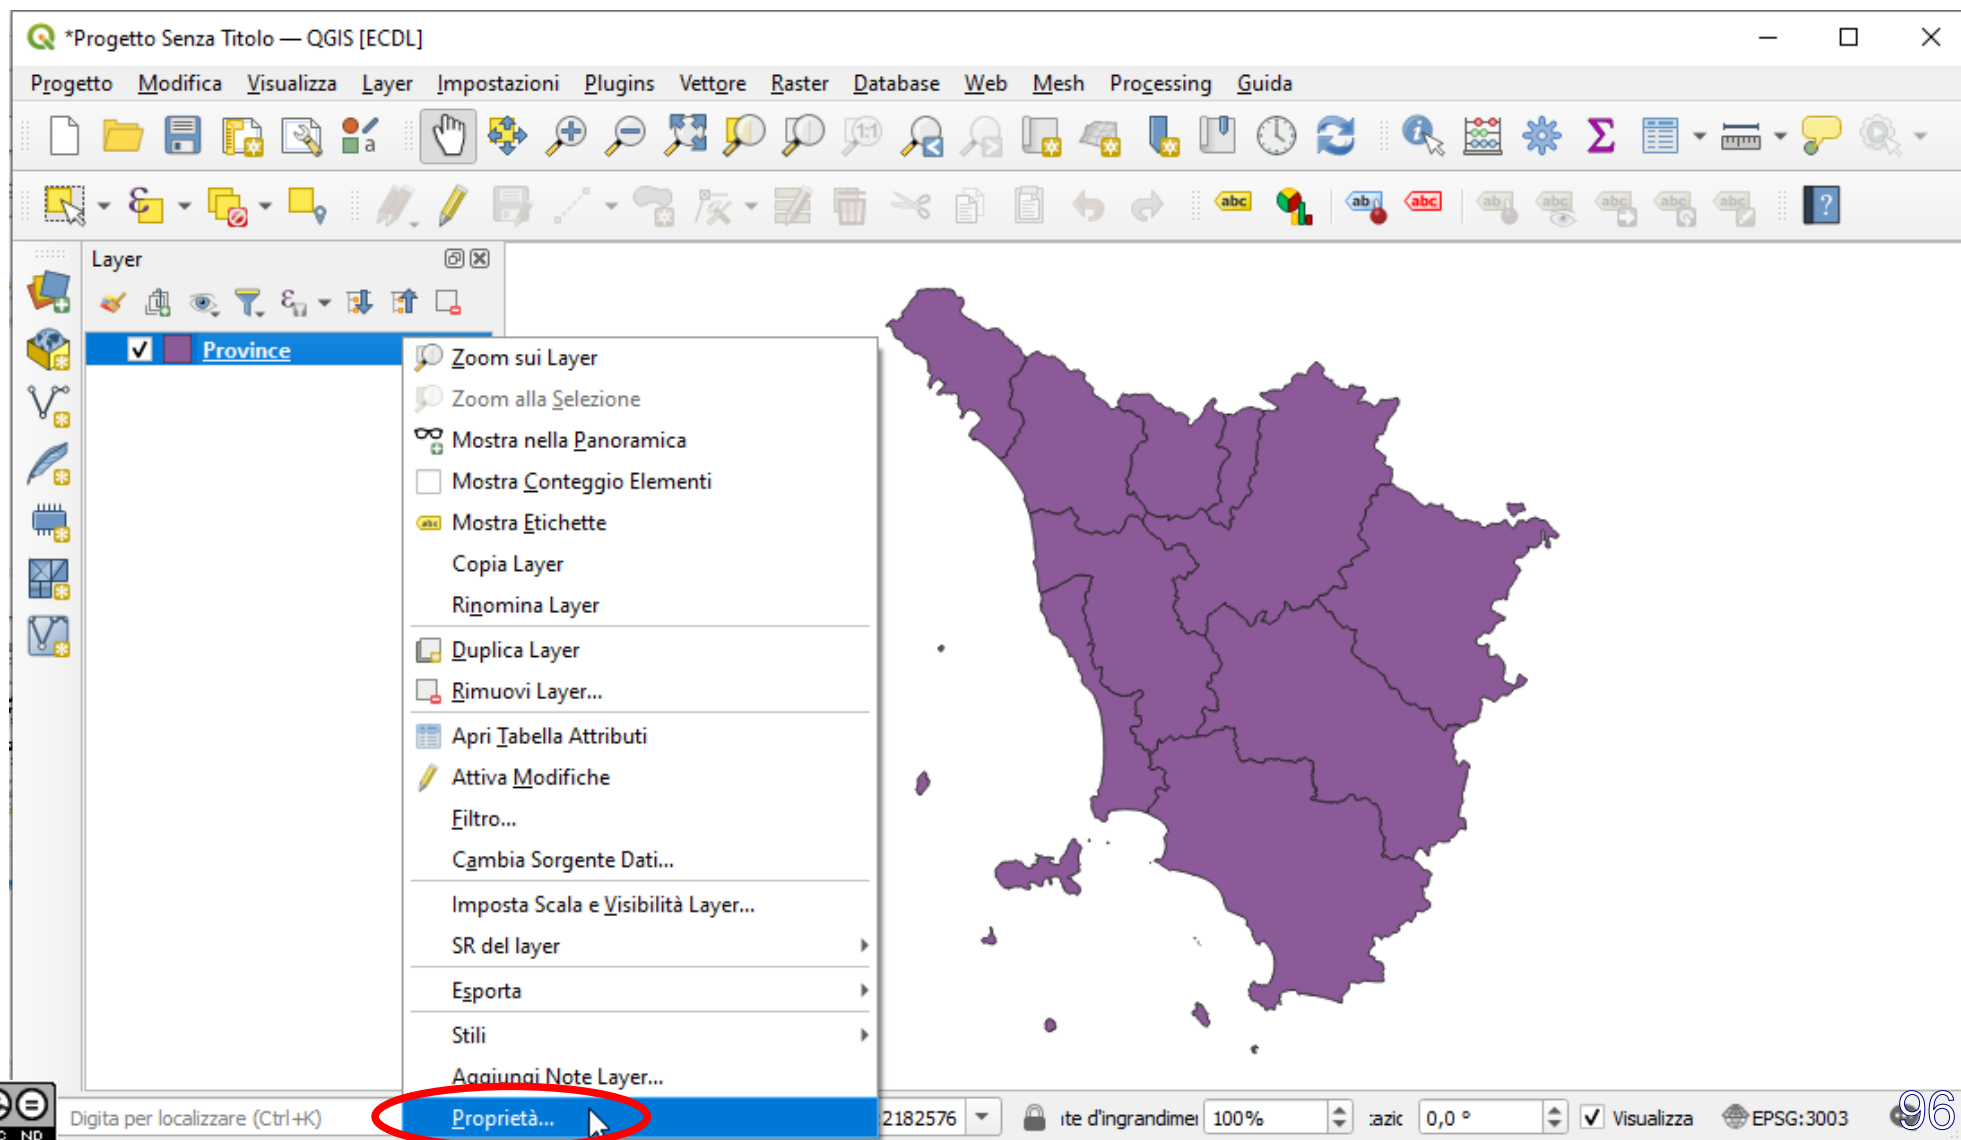 *Progetto Senza Titolo — QGIS [ECDL]
Progetto Modifica Visualizza Layer Impostazioni Plugins Vettore Raster Database Web Mesh Processing Guida
Layer
Province
Zoom sui Layer
Zoom alla Selezione
Mostra nella Panoramica
Mostra Conteggio Elementi
Mostra Etichette
Copia Layer
Rinomina Layer
Duplica Layer
Rimuovi Layer...
Apri Tabella Attributi
Attiva Modifiche
Filtro...
Cambia Sorgente Dati...
Imposta Scala e Visibilità Layer...
SR del layer
Esporta
Stili
Aggiungi Note Layer...
Proprietà...
Digita per localizzare (Ctrl+K)
:2182576
d'ingrandimer 100%
0,0 °
Visualizza
EPSG:3003
96
ND